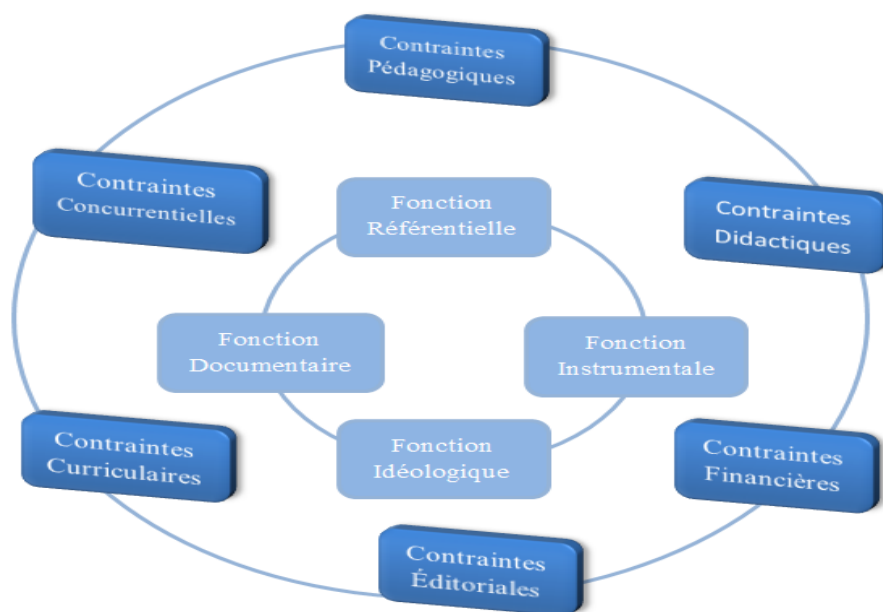 Contraintes
Pédagogiques
Contraintes
Concurrentielles
Fonction
Référentielle
Contraintes
Didactiques
Fonction
Documentaire
Fonction
Instrumentale
Contraintes
Curriculaires
Fonction
Idéologique
Contraintes
Financières
Contraintes
Éditoriales